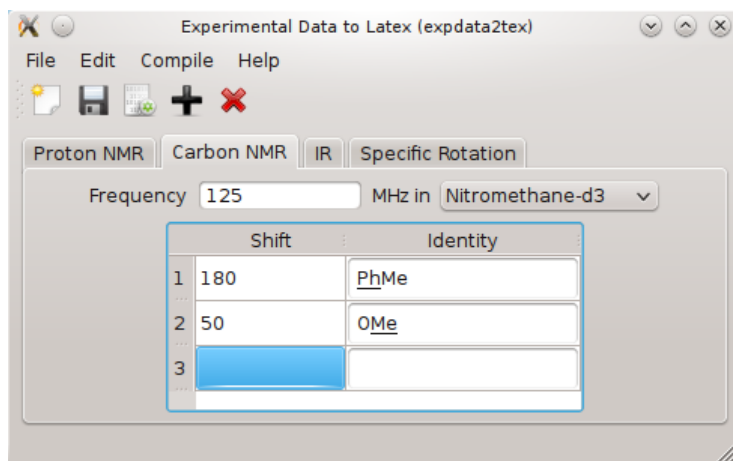 Experimental Data to Latex (expdata2tex)
File Edit Compile Help
Proton NMR Carbon NMR IR Specific Rotation
Frequency 125 MHz in Nitromethane-d3
Shift Identity
1 180 PhMe
2 50 OMe
3